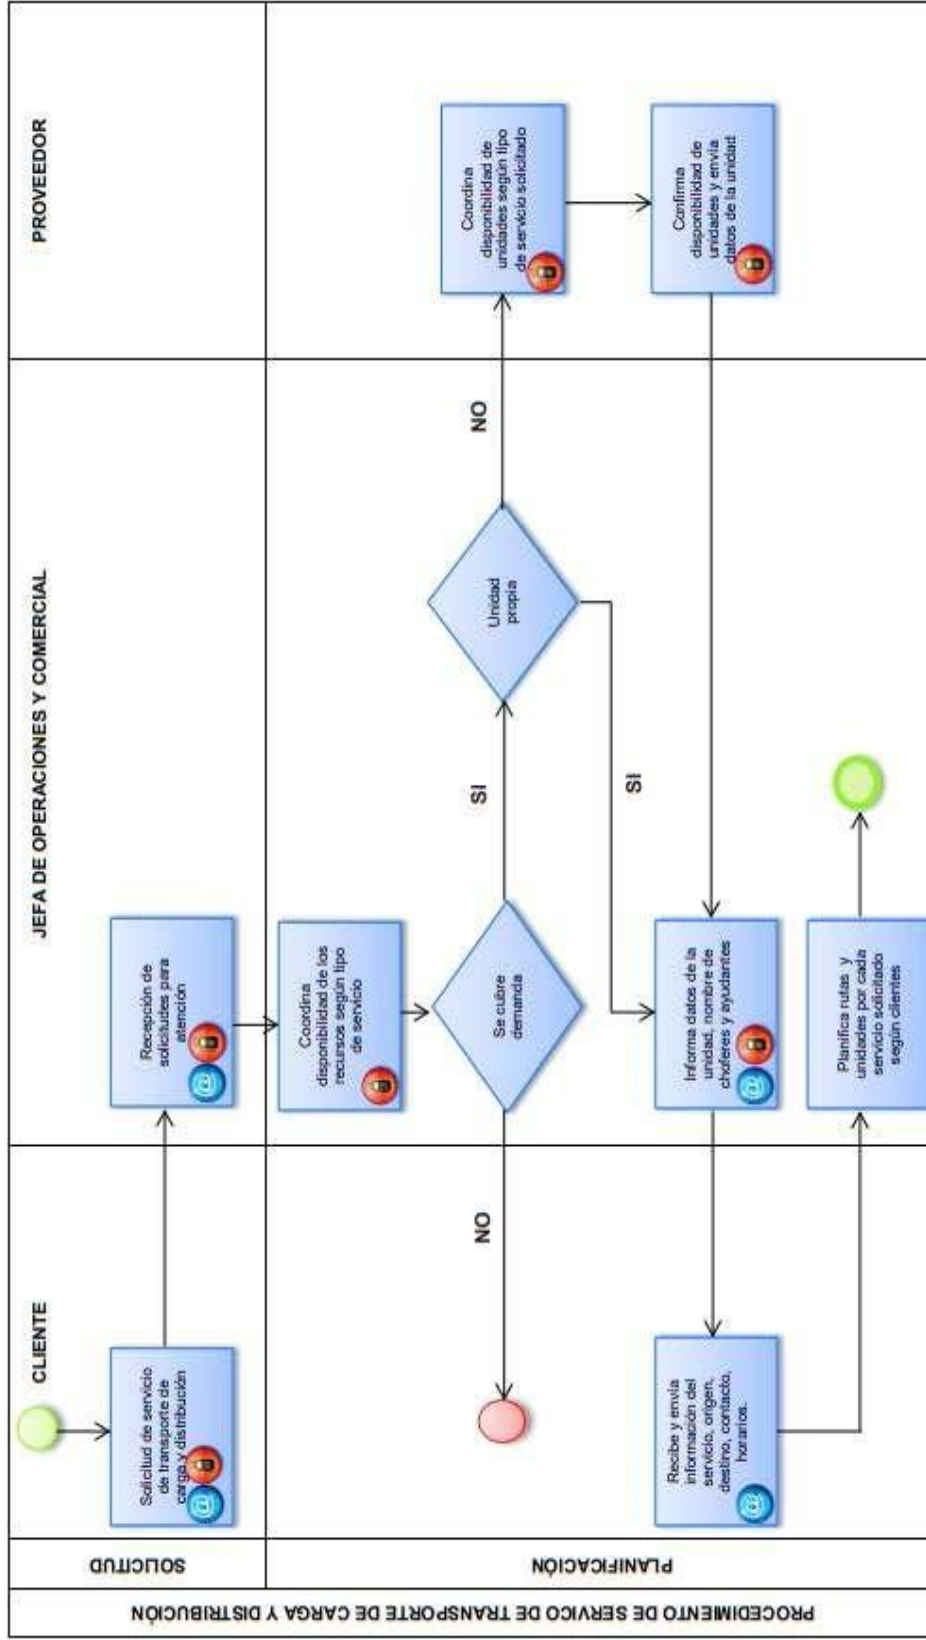 PROCEDIMIENTO DE SERVICO DE TRANSPORTE DE CARGA Y DISTRIBUCIÓN
SOLICITUD
PLANIFICACIÓN
CLIENTE
JEFA DE OPERACIONES Y COMERCIAL
PROVEEDOR
Solicitud de servicio
de transporte de
carga y distribución
@
Recepción de
solicitudes para
atención
@
Coordina
disponibilidad de los
recursos según tipo
de servicio
Se cubre
demanda
NO
SI
Unidad
propia
NO
SI
Coordina
disponibilidad de
unidades según tipo
de servicio solicitado
Confirma
disponibilidad de
unidades y envía
datos de la unidad
Informa datos de la
unidad, nombre de
choferes y ayudantes
@
Recibe y envía
información del
servicio, origen,
destino, contacto,
horarios.
@
Planifica rutas y
unidades por cada
servicio solicitado
según clientes